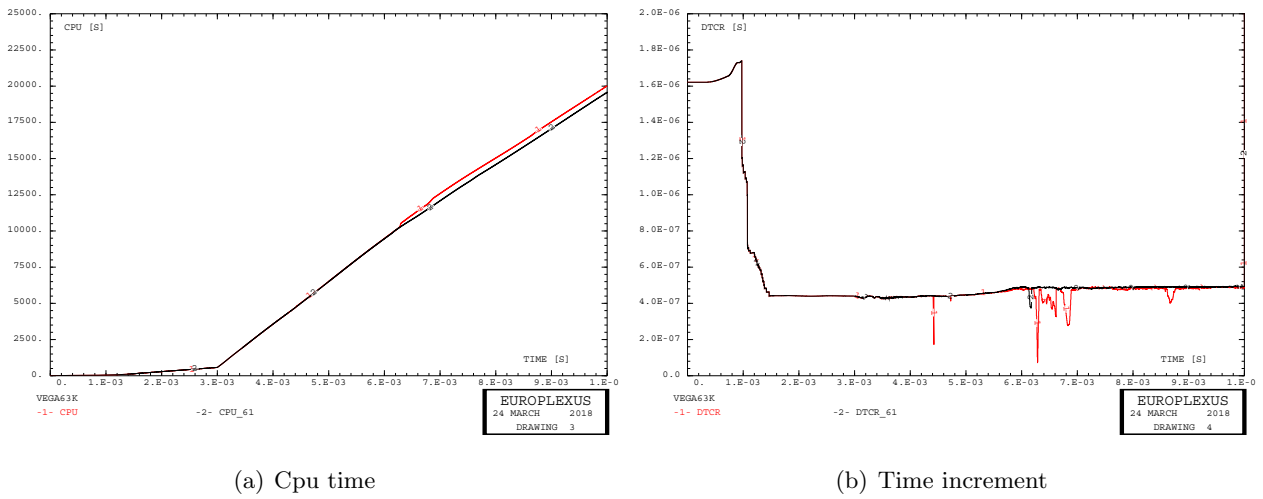 25000.
CPU [S]
22500.
20000.
17500.
15000.
12500.
10000.
7500.
5000.
2500.
0.
TIME [S]
0. 1.E-03 2.E-03 3.E-03 4.E-03 5.E-03 6.E-03 7.E-03 8.E-03 9.E-03 1.E-0
VEGA63K
-1- CPU -2- CPU_61
EUROPLEXUS
24 MARCH 2018
DRAWING 3
(a) Cpu time
2.0E-06
DTCR [S]
1.8E-06
1.6E-06
1.4E-06
1.2E-06
1.0E-06
8.0E-07
6.0E-07
4.0E-07
2.0E-07
0.
TIME [S]
0. 1.E-03 2.E-03 3.E-03 4.E-03 5.E-03 6.E-03 7.E-03 8.E-03 9.E-03 1.E-0
VEGA63K
-1- DTCR -2- DTCR_61
EUROPLEXUS
24 MARCH 2018
DRAWING 4
(b) Time increment